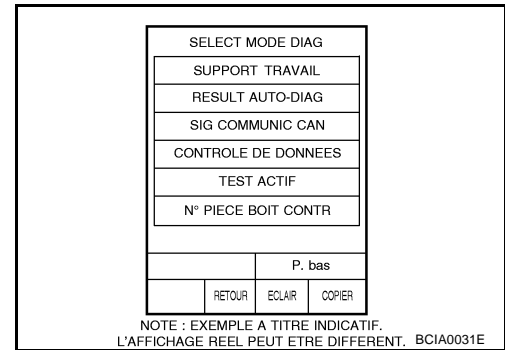 SELECT MODE DIAG
SUPPORT TRAVAIL
RESULT AUTO-DIAG
SIG COMMUNIC CAN
CONTROLE DE DONNEES
TEST ACTIF
N° PIECE BOIT CONTR
P. bas
RETOUR ECLAIR COPIER
NOTE : EXEMPLE A TITRE INDICATIF.
L'AFFICHAGE REEL PEUT ETRE DIFFERENT. BCIA0031E